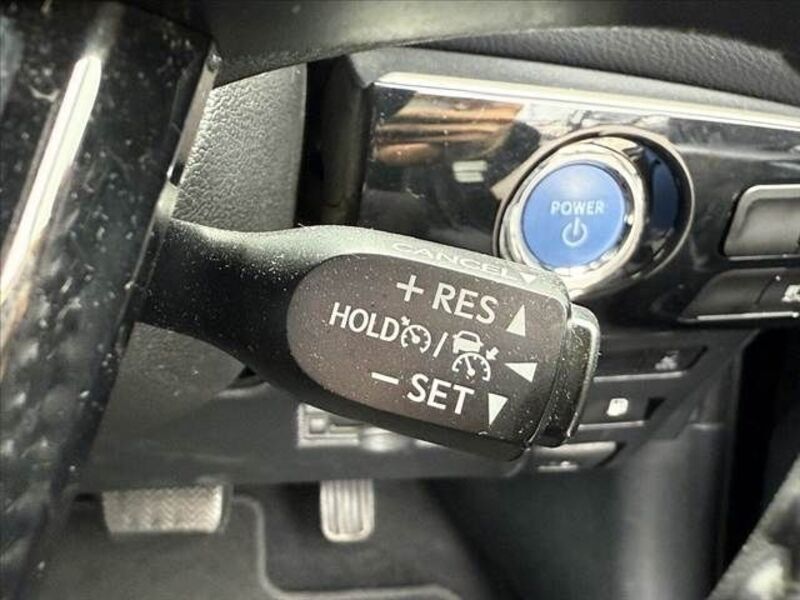 POWER
CANCEL
+ RES
HOLD /
− SET